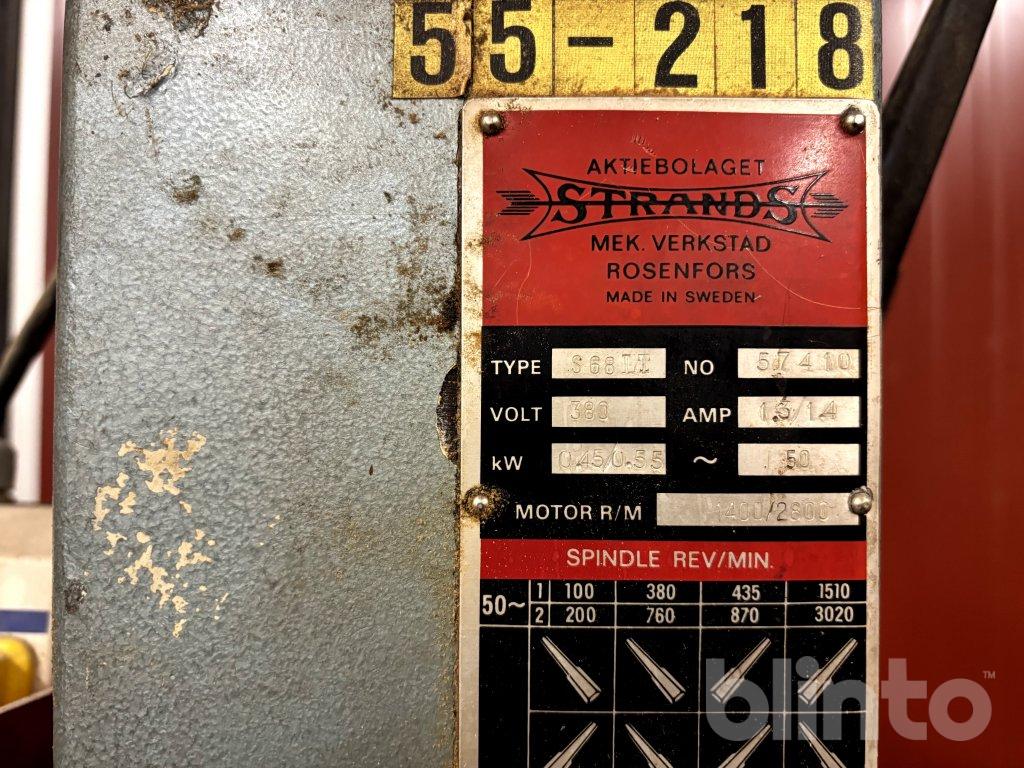 55-218
AKTIEBOLAGET
STRANDS
MEK. VERKSTAD
ROSENFORS
MADE IN SWEDEN
TYPE S68II NO 57410
VOLT 380 AMP 1.3/1.4
kW 0.45/0.55 ~ 50
MOTOR R/M 1400/2800
SPINDLE REV/MIN.
50~ 1 100 380 435 1510
2 200 760 870 3020
blinto™